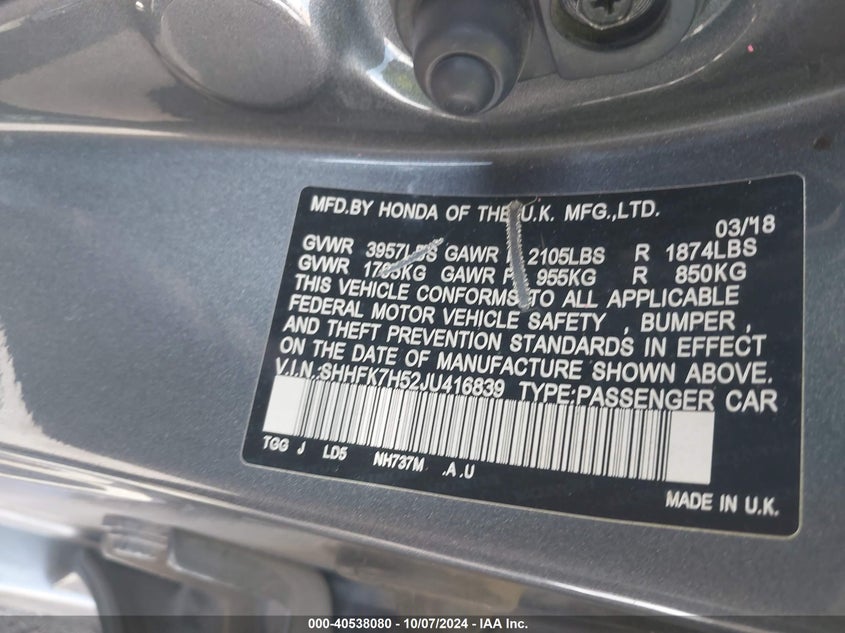 MFD.BY HONDA OF THE U.K. MFG.,LTD.
03/18
GVWR 3957LBS GAWR 2105LBS R 1874LBS
GVWR 1795KG GAWR F 955KG R 850KG
THIS VEHICLE CONFORMS TO ALL APPLICABLE
FEDERAL MOTOR VEHICLE SAFETY , BUMPER ,
AND THEFT PREVENTION STANDARDS IN EFFECT
ON THE DATE OF MANUFACTURE SHOWN ABOVE.
V.I.N:SHHFK7H52JU416839 TYPE:PASSENGER CAR
TGG J LD5 NH737M .A .U
MADE IN U.K.
000-40538080 - 10/07/2024 - IAA Inc.